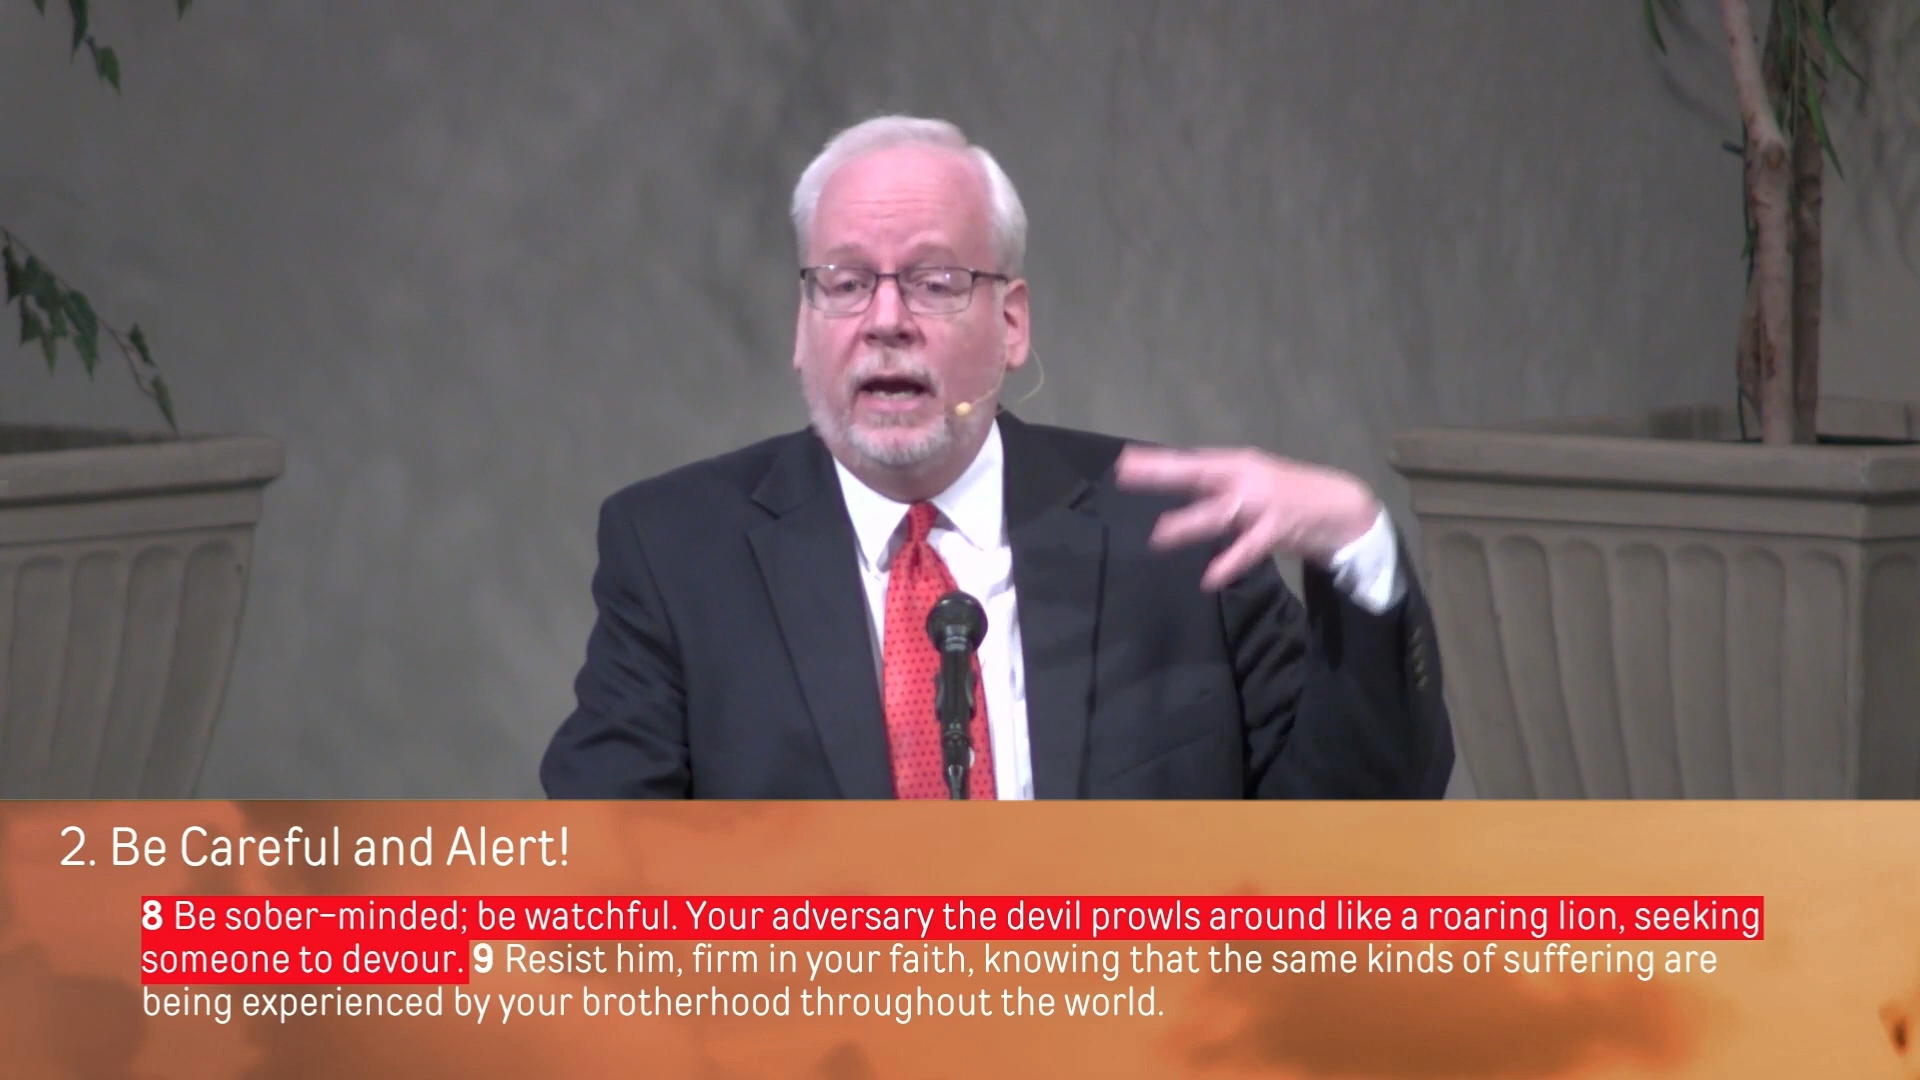 2. Be Careful and Alert!
8 Be sober-minded; be watchful. Your adversary the devil prowls around like a roaring lion, seeking
someone to devour. 9 Resist him, firm in your faith, knowing that the same kinds of suffering are
being experienced by your brotherhood throughout the world.